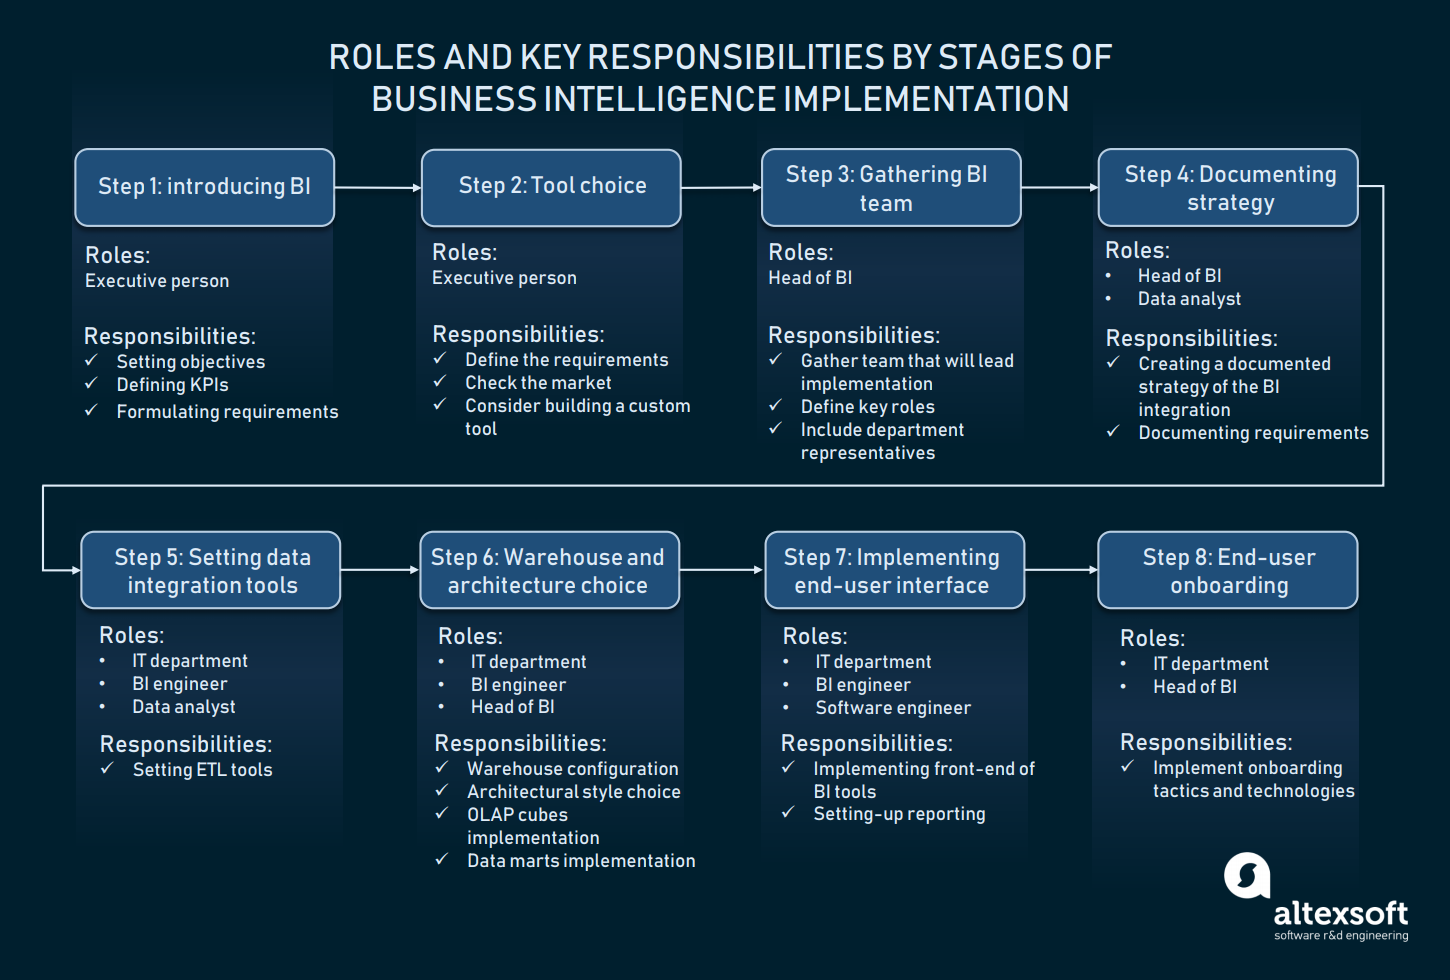 ROLES AND KEY RESPONSIBILITIES BY STAGES OF
BUSINESS INTELLIGENCE IMPLEMENTATION
Step 1: introducing BI
Roles:
Executive person
Responsibilities:
✓ Setting objectives
✓ Defining KPIs
✓ Formulating requirements
Step 2: Tool choice
Roles:
Executive person
Responsibilities:
✓ Define the requirements
✓ Check the market
✓ Consider building a custom
tool
Step 3: Gathering BI
team
Roles:
Head of BI
Responsibilities:
✓ Gather team that will lead
implementation
✓ Define key roles
✓ Include department
representatives
Step 4: Documenting
strategy
Roles:
• Head of BI
• Data analyst
Responsibilities:
✓ Creating a documented
strategy of the BI
integration
✓ Documenting requirements
Step 5: Setting data
integration tools
Roles:
• IT department
• BI engineer
• Data analyst
Responsibilities:
✓ Setting ETL tools
Step 6: Warehouse and
architecture choice
Roles:
• IT department
• BI engineer
• Head of BI
Responsibilities:
✓ Warehouse configuration
✓ Architectural style choice
✓ OLAP cubes
implementation
✓ Data marts implementation
Step 7: Implementing
end-user interface
Roles:
• IT department
• BI engineer
• Software engineer
Responsibilities:
✓ Implementing front-end of
BI tools
✓ Setting-up reporting
Step 8: End-user
onboarding
Roles:
• IT department
• Head of BI
Responsibilities:
✓ Implement onboarding
tactics and technologies
altexsoft
software r&d engineering